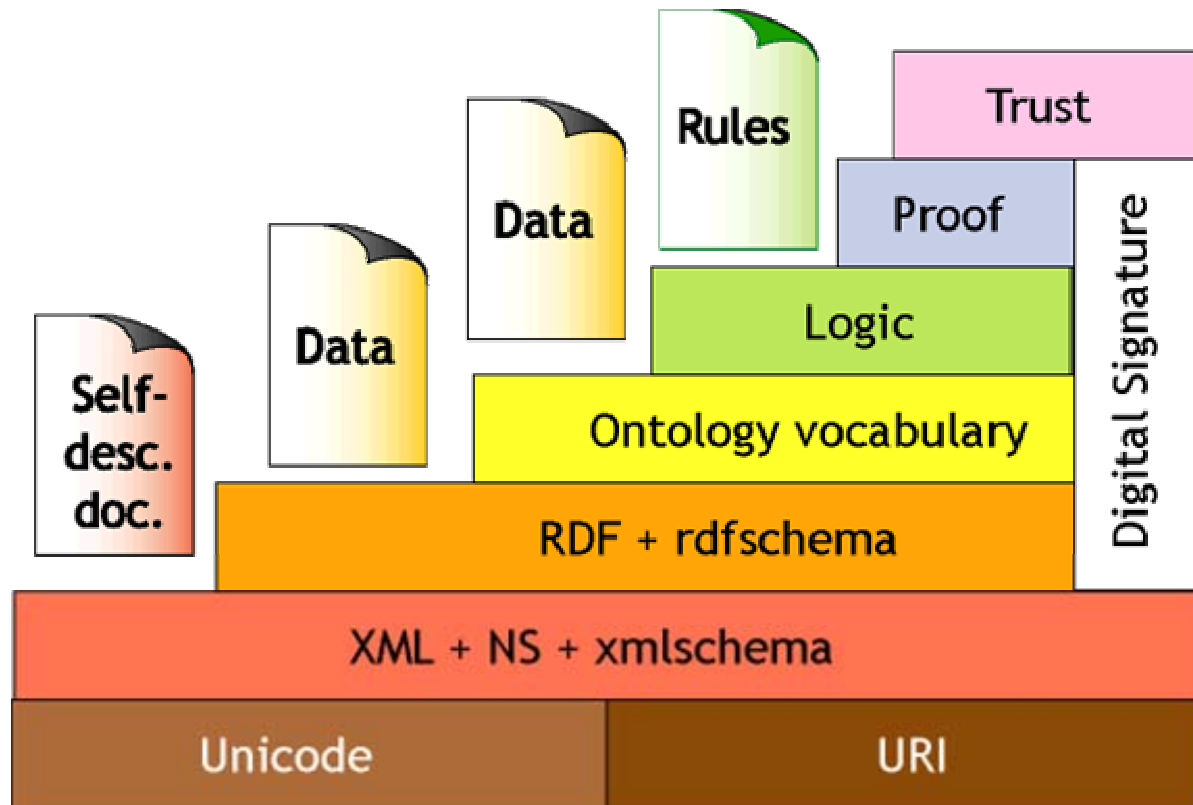 Rules
Trust
Data
Proof
Data
Logic
Self-
desc.
doc.
Ontology vocabulary
Digital Signature
RDF + rdfschema
XML + NS + xmlschema
Unicode
URI